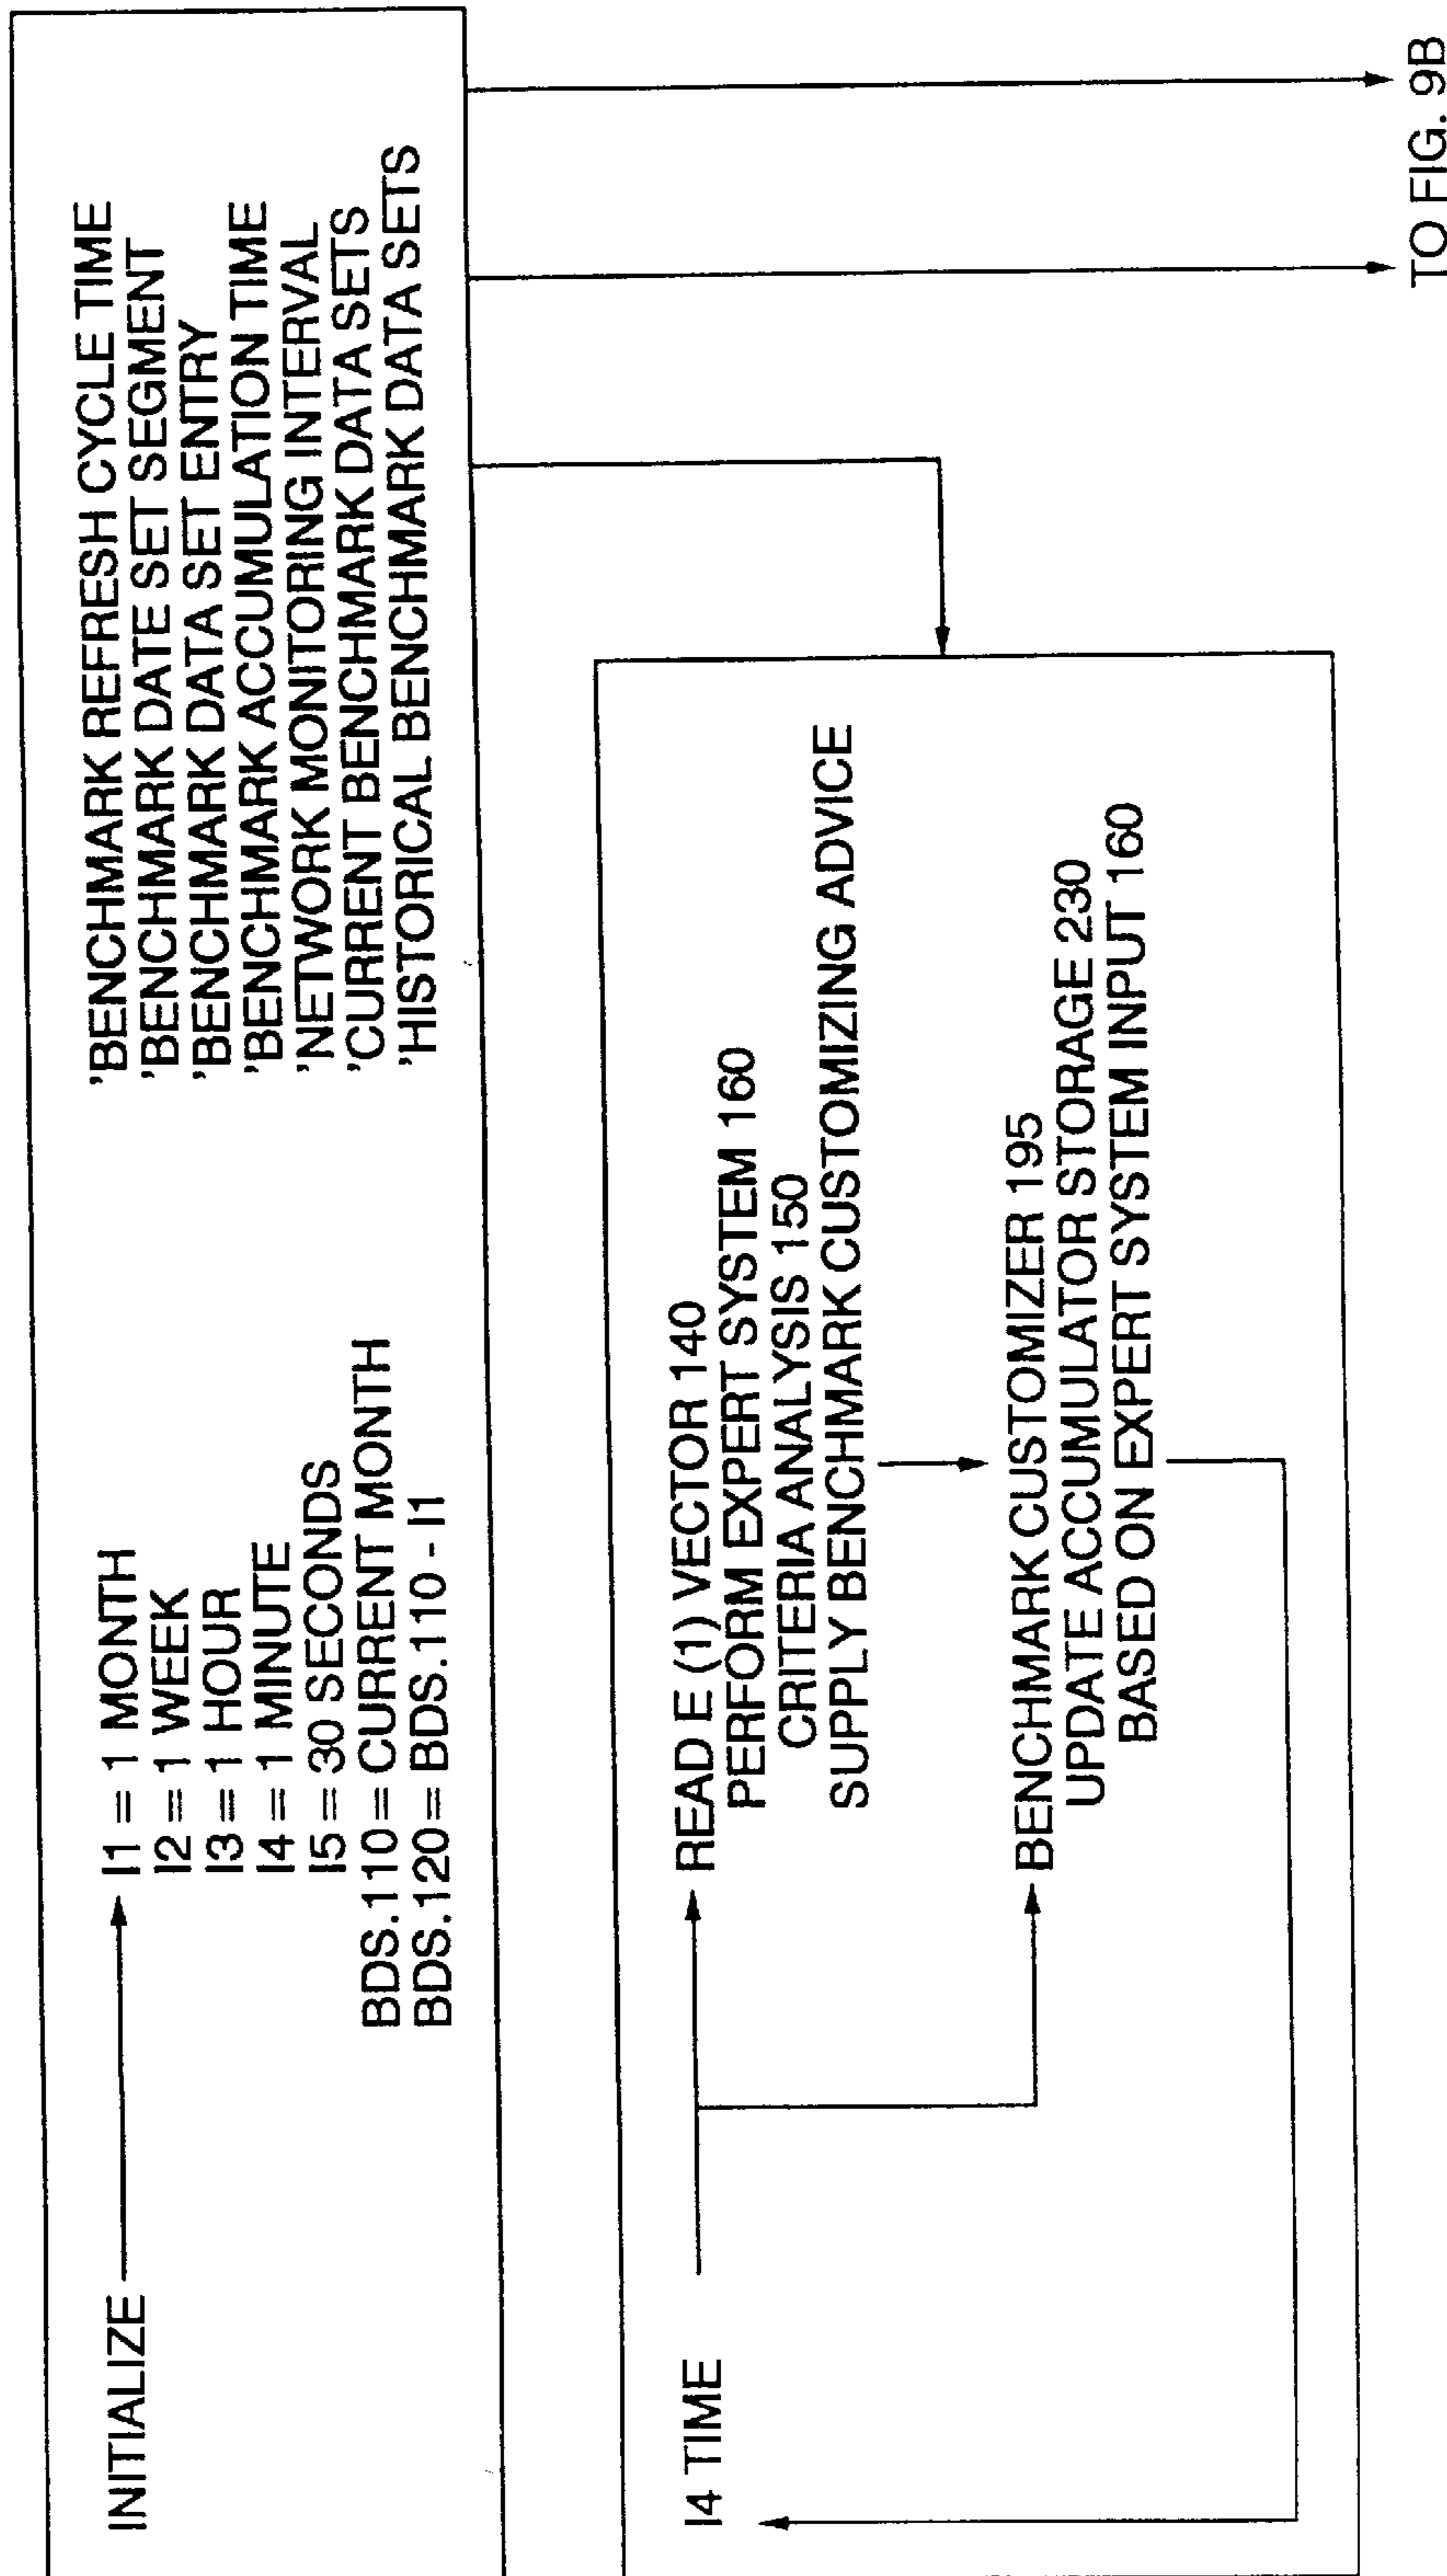 INITIALIZE
I1 = 1 MONTH 'BENCHMARK REFRESH CYCLE TIME
I2 = 1 WEEK 'BENCHMARK DATE SET SEGMENT
I3 = 1 HOUR 'BENCHMARK DATA SET ENTRY
I4 = 1 MINUTE 'BENCHMARK ACCUMULATION TIME
I5 = 30 SECONDS 'NETWORK MONITORING INTERVAL
BDS.110 = CURRENT MONTH 'CURRENT BENCHMARK DATA SETS
BDS.120 = BDS.110 - I1 'HISTORICAL BENCHMARK DATA SETS
I4 TIME
READ E (1) VECTOR 140
PERFORM EXPERT SYSTEM 160
CRITERIA ANALYSIS 150
SUPPLY BENCHMARK CUSTOMIZING ADVICE
BENCHMARK CUSTOMIZER 195
UPDATE ACCUMULATOR STORAGE 230
BASED ON EXPERT SYSTEM INPUT 160
TO FIG. 9B